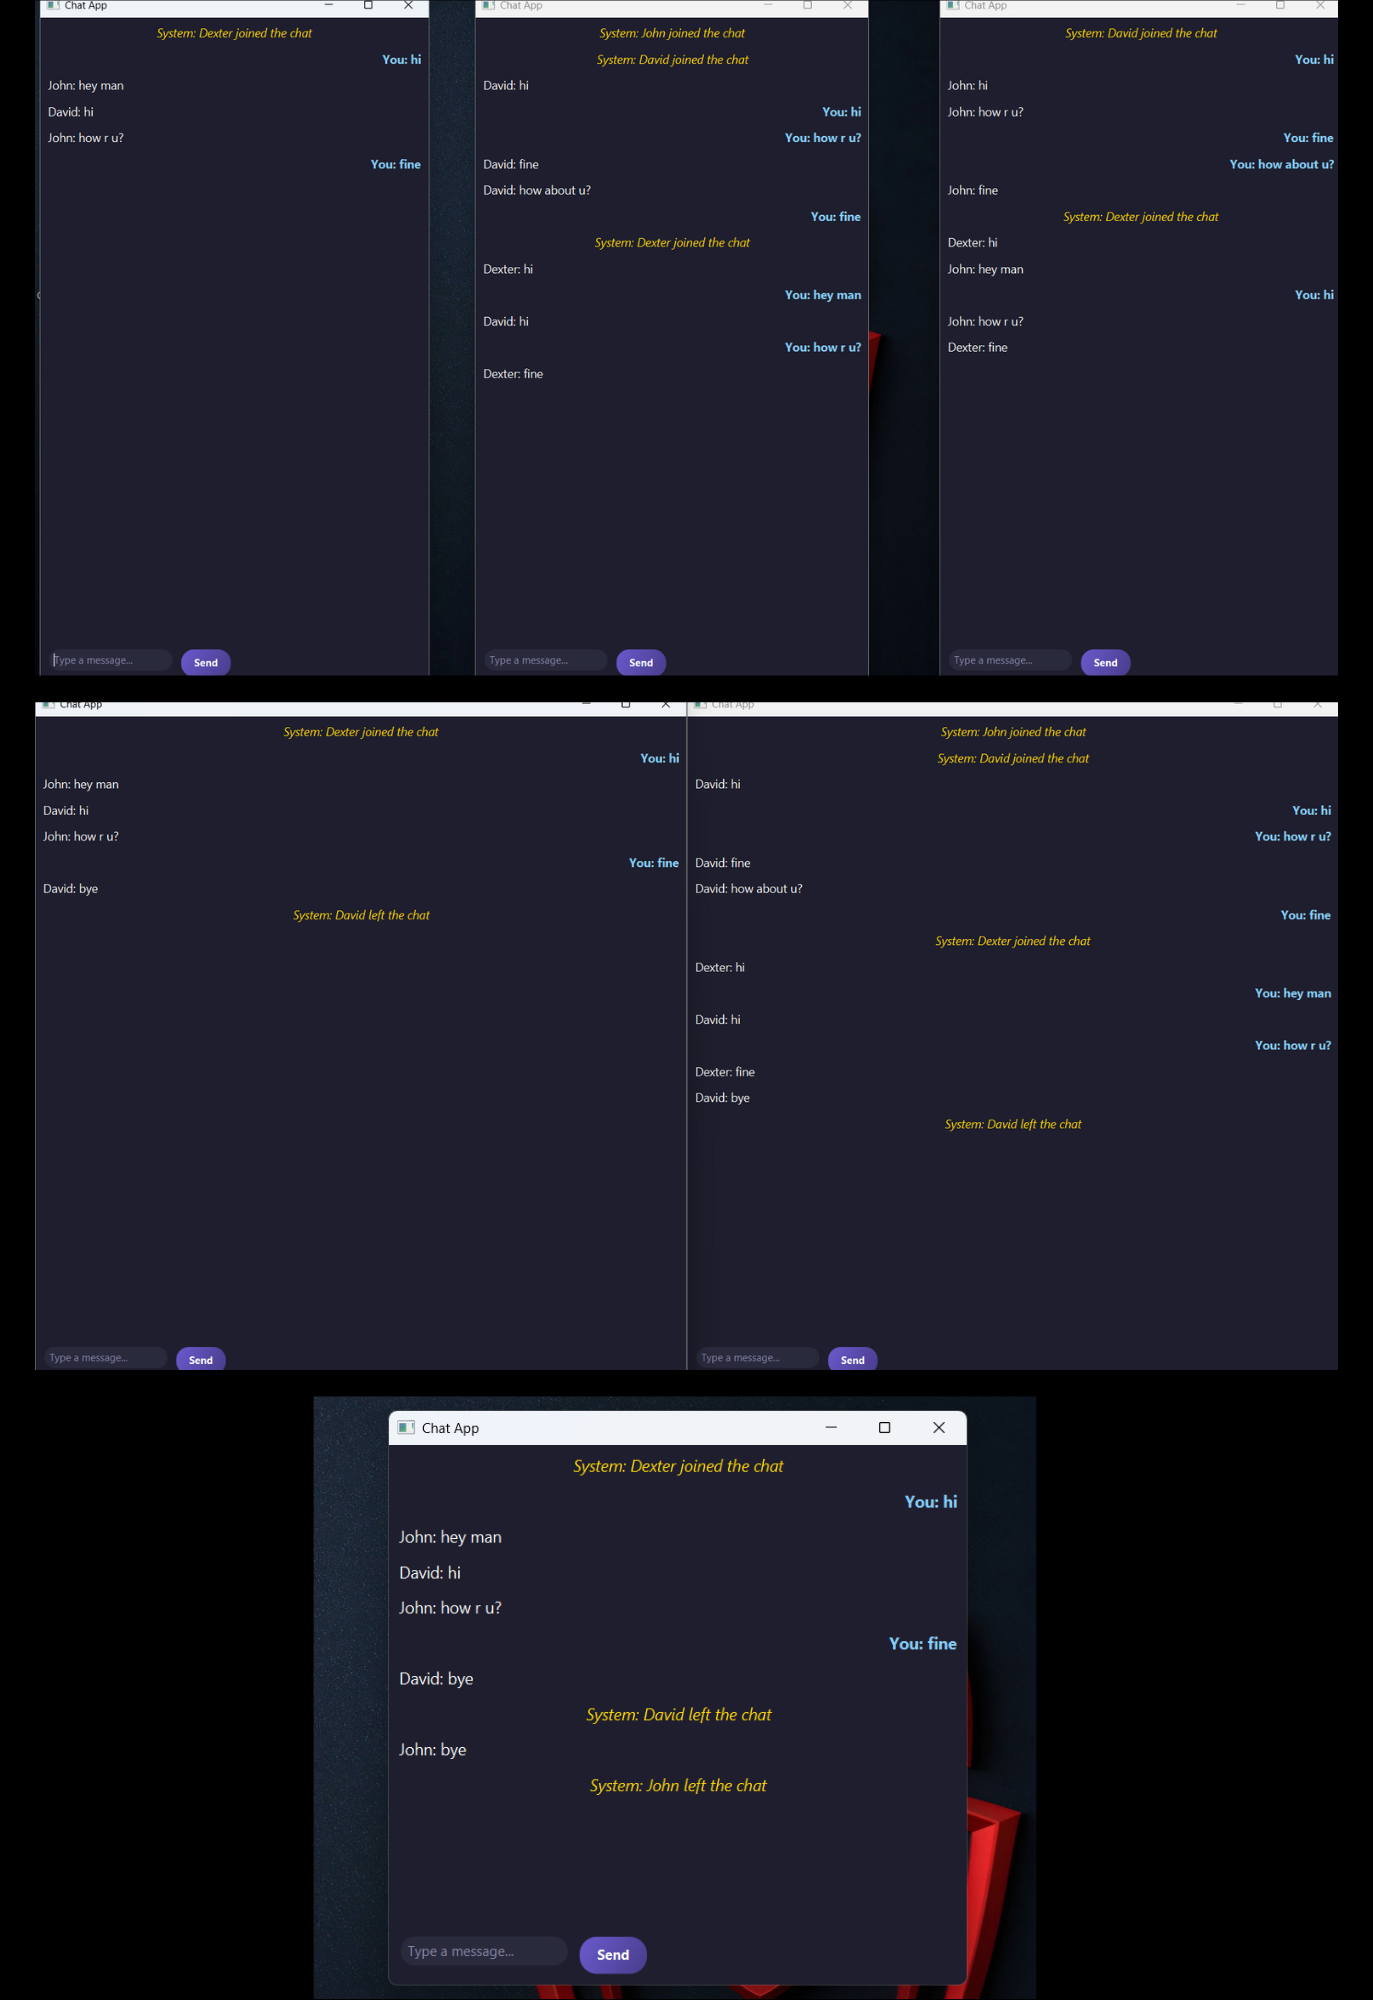 Chat App
System: Dexter joined the chat
You: hi
John: hey man
David: hi
John: how r u?
You: fine
Type a message...
Send
Chat App
System: John joined the chat
System: David joined the chat
David: hi
You: hi
You: how r u?
David: fine
David: how about u?
You: fine
System: Dexter joined the chat
Dexter: hi
You: hey man
David: hi
You: how r u?
Dexter: fine
Type a message...
Send
Chat App
System: David joined the chat
You: hi
John: hi
John: how r u?
You: fine
You: how about u?
John: fine
System: Dexter joined the chat
Dexter: hi
John: hey man
You: hi
John: how r u?
Dexter: fine
Type a message...
Send
Chat App
System: Dexter joined the chat
You: hi
John: hey man
David: hi
John: how r u?
You: fine
David: bye
System: David left the chat
Type a message...
Send
Chat App
System: John joined the chat
System: David joined the chat
David: hi
You: hi
You: how r u?
David: fine
David: how about u?
You: fine
System: Dexter joined the chat
Dexter: hi
You: hey man
David: hi
You: how r u?
Dexter: fine
David: bye
System: David left the chat
Type a message...
Send
Chat App
System: Dexter joined the chat
You: hi
John: hey man
David: hi
John: how r u?
You: fine
David: bye
System: David left the chat
John: bye
System: John left the chat
Type a message...
Send